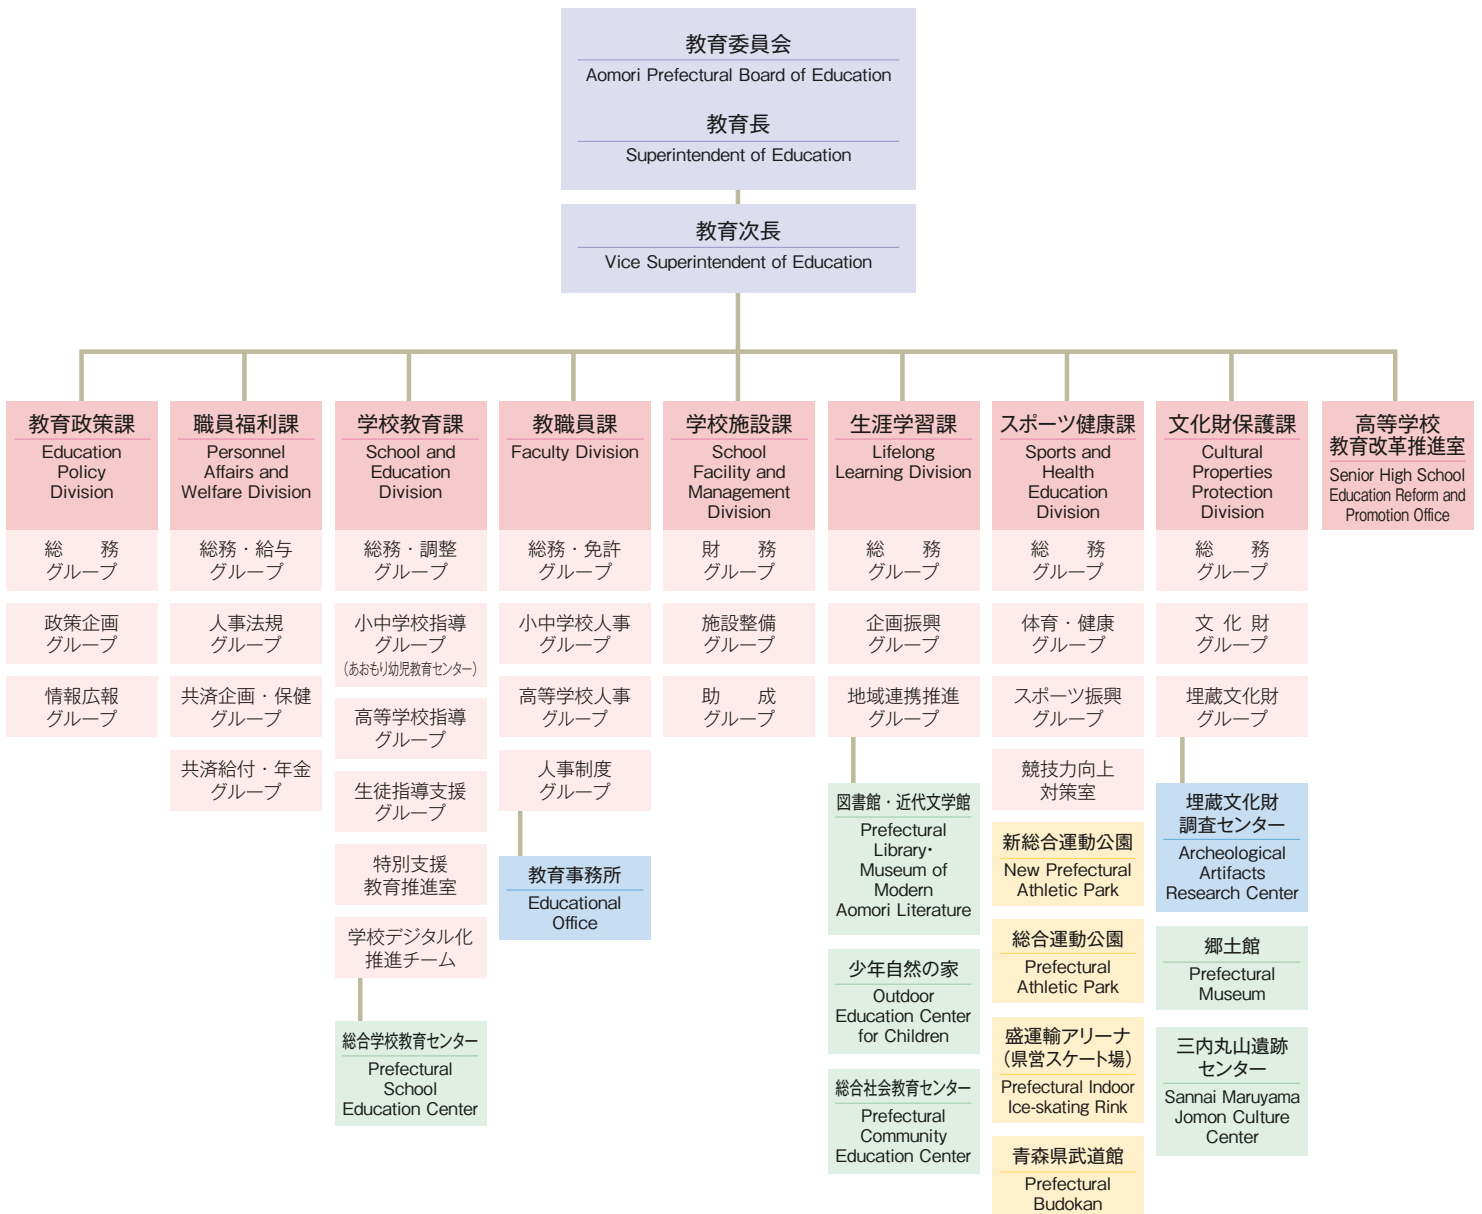 教育委員会
Aomori Prefectural Board of Education
教育長
Superintendent of Education
教育次長
Vice Superintendent of Education
教育政策課
Education
Policy
Division
総　務
グループ
政策企画
グループ
情報広報
グループ
職員福利課
Personnel
Affairs and
Welfare Division
総務・給与
グループ
人事法規
グループ
共済企画・保健
グループ
共済給付・年金
グループ
学校教育課
School and
Education
Division
総務・調整
グループ
小中学校指導
グループ
（あおもり幼児教育センター）
高等学校指導
グループ
生徒指導支援
グループ
特別支援
教育推進室
学校デジタル化
推進チーム
総合学校教育センター
Prefectural
School
Education Center
教職員課
Faculty Division
総務・免許
グループ
小中学校人事
グループ
高等学校人事
グループ
人事制度
グループ
教育事務所
Educational
Office
学校施設課
School
Facility and
Management
Division
財　務
グループ
施設整備
グループ
助　成
グループ
生涯学習課
Lifelong
Learning Division
総　務
グループ
企画振興
グループ
地域連携推進
グループ
図書館・近代文学館
Prefectural
Library・
Museum of
Modern
Aomori Literature
少年自然の家
Outdoor
Education Center
for Children
総合社会教育センター
Prefectural
Community
Education Center
スポーツ健康課
Sports and
Health
Education
Division
総　務
グループ
体育・健康
グループ
スポーツ振興
グループ
競技力向上
対策室
新総合運動公園
New Prefectural
Athletic Park
総合運動公園
Prefectural
Athletic Park
盛運輸アリーナ
（県営スケート場）
Prefectural Indoor
Ice-skating Rink
青森県武道館
Prefectural
Budokan
文化財保護課
Cultural
Properties
Protection
Division
総　務
グループ
文 化 財
グループ
埋蔵文化財
グループ
埋蔵文化財
調査センター
Archeological
Artifacts
Research Center
郷土館
Prefectural
Museum
三内丸山遺跡
センター
Sannai Maruyama
Jomon Culture
Center
高等学校
教育改革推進室
Senior High School
Education Reform and
Promotion Office